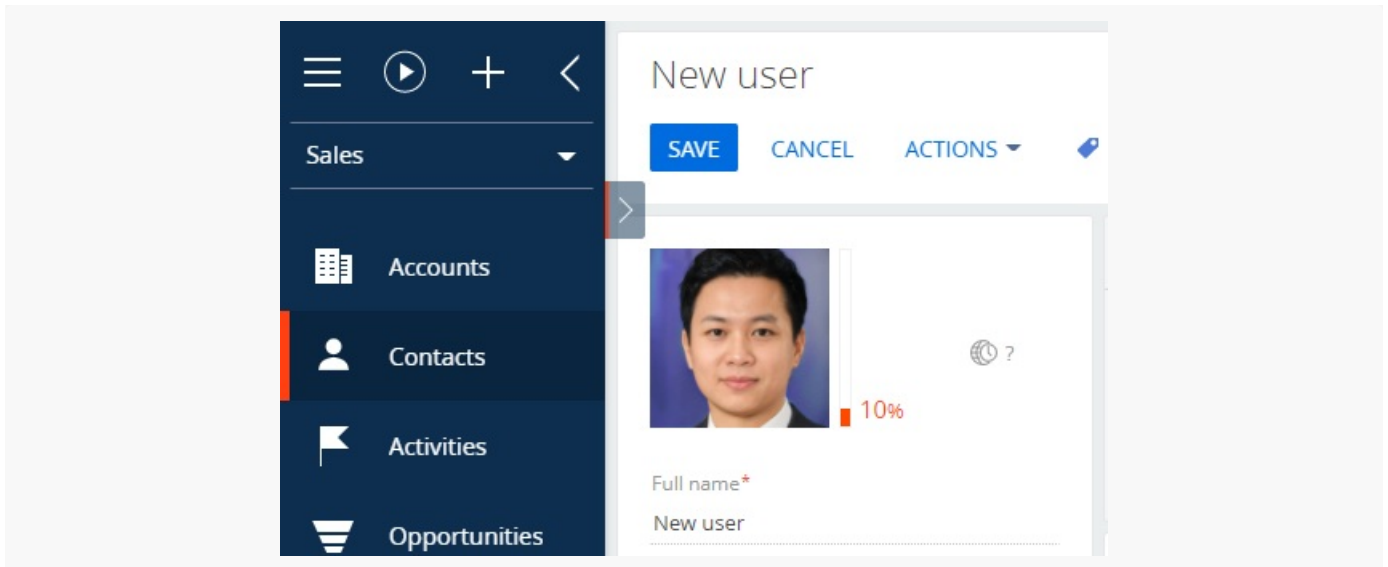 New user
Sales
SAVE CANCEL ACTIONS
Accounts
Contacts
Activities
Opportunities
?
10%
Full name*
New user